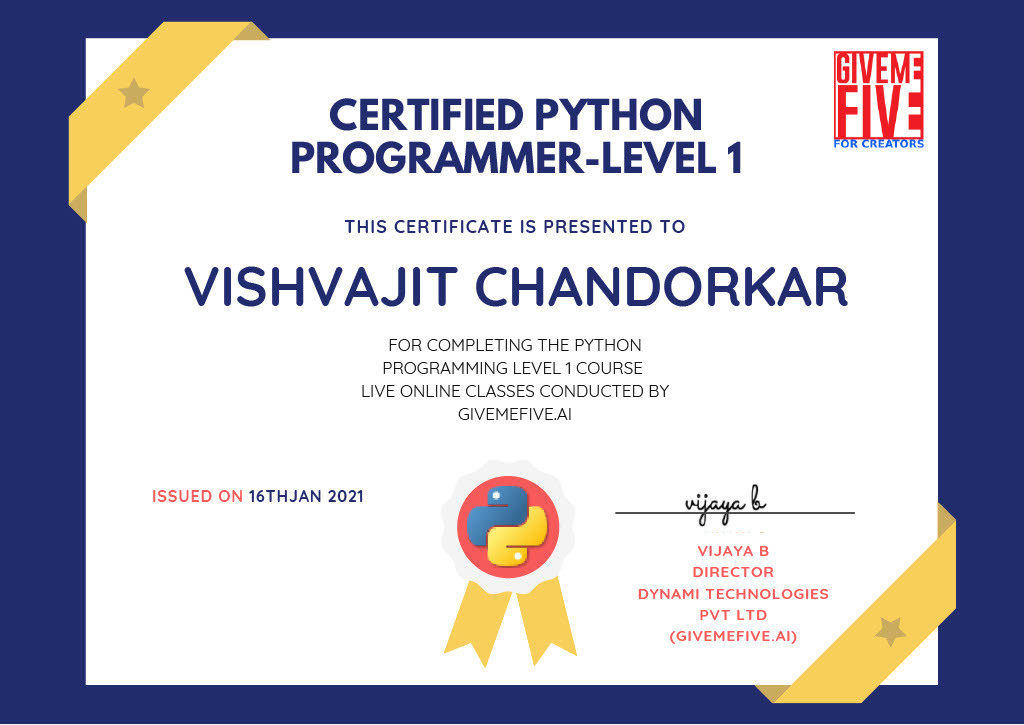 GIVEME
FIVE
FOR CREATORS
CERTIFIED PYTHON
PROGRAMMER-LEVEL 1
THIS CERTIFICATE IS PRESENTED TO
VISHVAJIT CHANDORKAR
FOR COMPLETING THE PYTHON
PROGRAMMING LEVEL 1 COURSE
LIVE ONLINE CLASSES CONDUCTED BY
GIVEMEFIVE.AI
ISSUED ON 16THJAN 2021
vijaya b
VIJAYA B
DIRECTOR
DYNAMI TECHNOLOGIES
PVT LTD
(GIVEMEFIVE.AI)